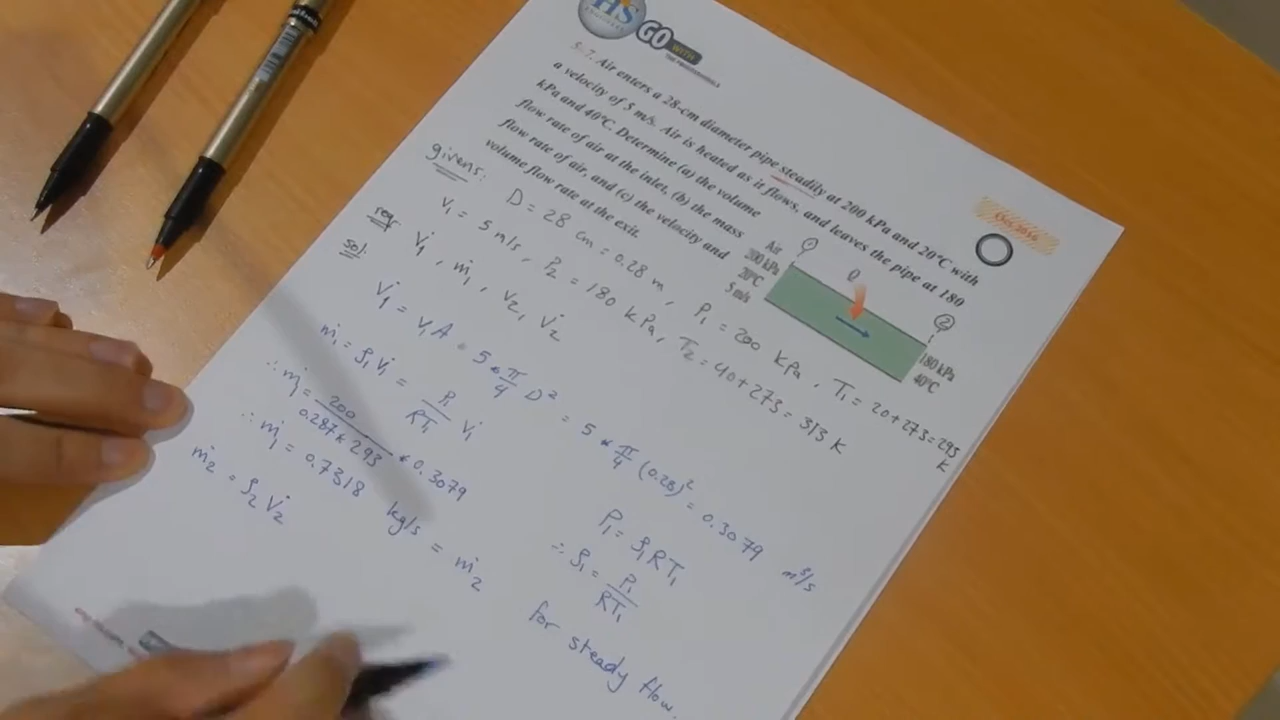 HS
GO WITH
5-7. Air enters a 28-cm diameter pipe steadily at 200 kPa and 20°C with
a velocity of 5 m/s. Air is heated as it flows, and leaves the pipe at 180
kPa and 40°C. Determine (a) the volume
flow rate of air at the inlet, (b) the mass
flow rate of air, and (c) the velocity and
volume flow rate at the exit.
Air
200 kPa
20°C
5 m/s
1
Q
2
180 kPa
40°C
givens:
D = 28 cm = 0.28 m, P₁ = 200 kPa, T₁ = 20+273 = 293 K
V₁ = 5 m/s, P₂ = 180 kPa, T₂ = 40+273 = 313 K
req V̇₁, ṁ₁, V₂, V̇₂
sol:
V̇₁ = V₁A = 5 * π/4 D² = 5 * π/4 (0.28)² = 0.3079 m³/s
ṁ₁ = ρ₁V̇₁ = P₁/RT₁ V̇₁
P₁ = ρ₁RT₁
∴ ρ₁ = P₁/RT₁
∴ ṁ₁ = 200/0.287*293 * 0.3079
∴ ṁ₁ = 0.7318 kg/s = ṁ₂ for steady flow.
ṁ₂ = ρ₂V̇₂